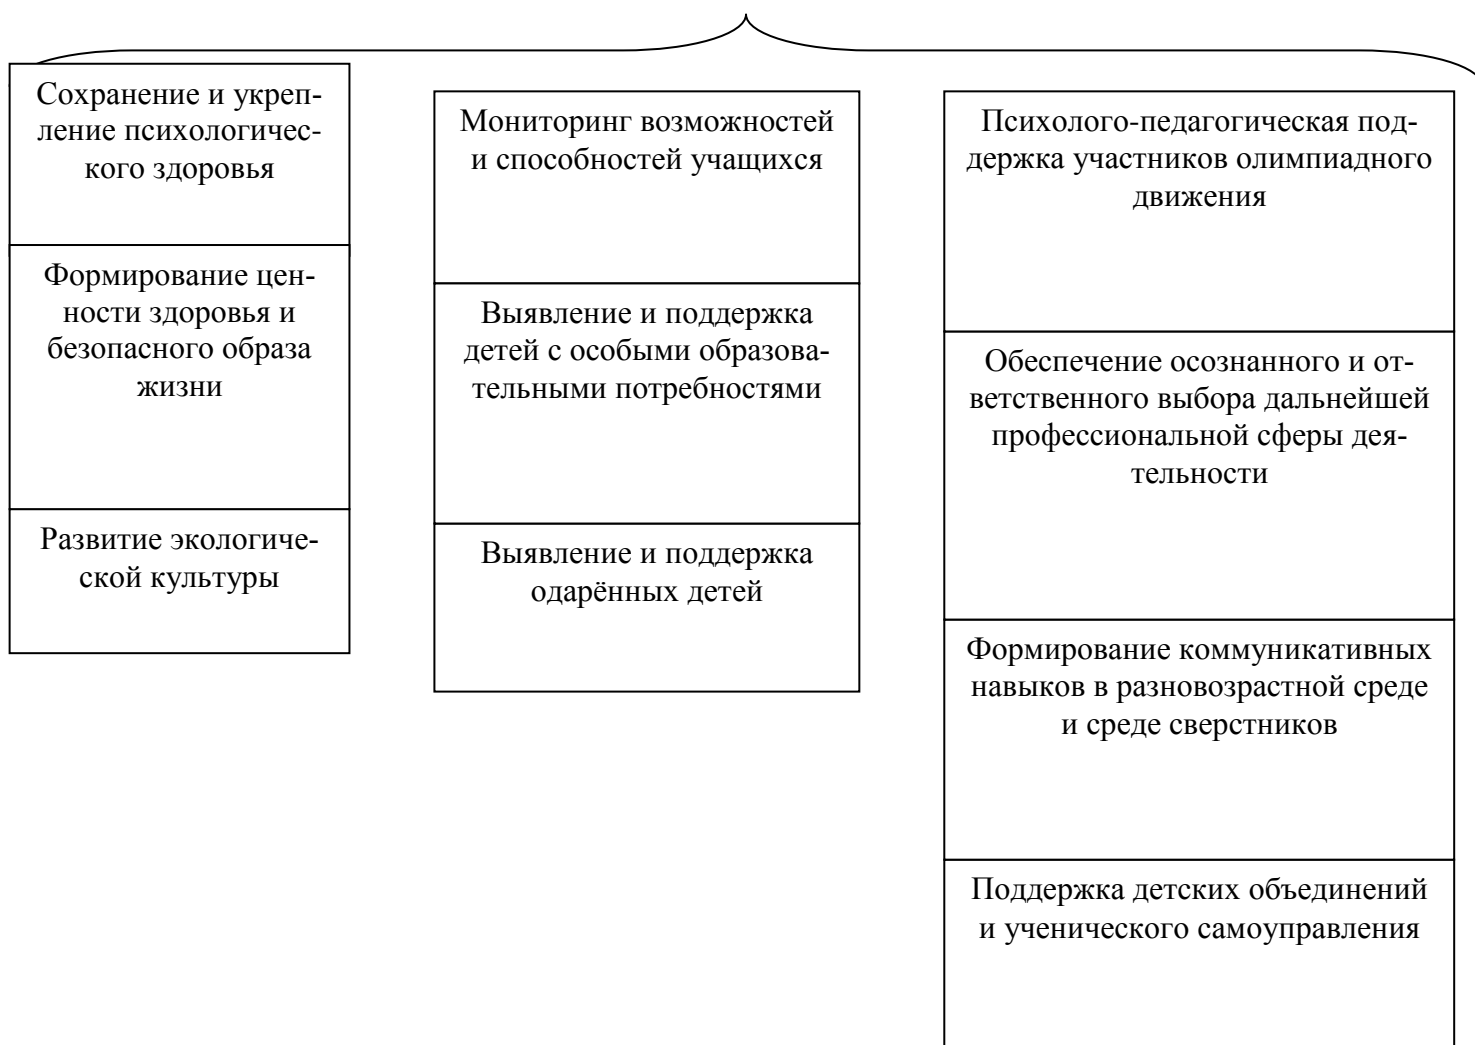 Сохранение и укреп-
ление психологичес-
кого здоровья
Формирование цен-
ности здоровья и
безопасного образа
жизни
Развитие экологиче-
ской культуры
Мониторинг возможностей
и способностей учащихся
Выявление и поддержка
детей с особыми образова-
тельными потребностями
Выявление и поддержка
одарённых детей
Психолого-педагогическая под-
держка участников олимпиадного
движения
Обеспечение осознанного и от-
ветственного выбора дальнейшей
профессиональной сферы дея-
тельности
Формирование коммуникативных
навыков в разновозрастной среде
и среде сверстников
Поддержка детских объединений
и ученического самоуправления